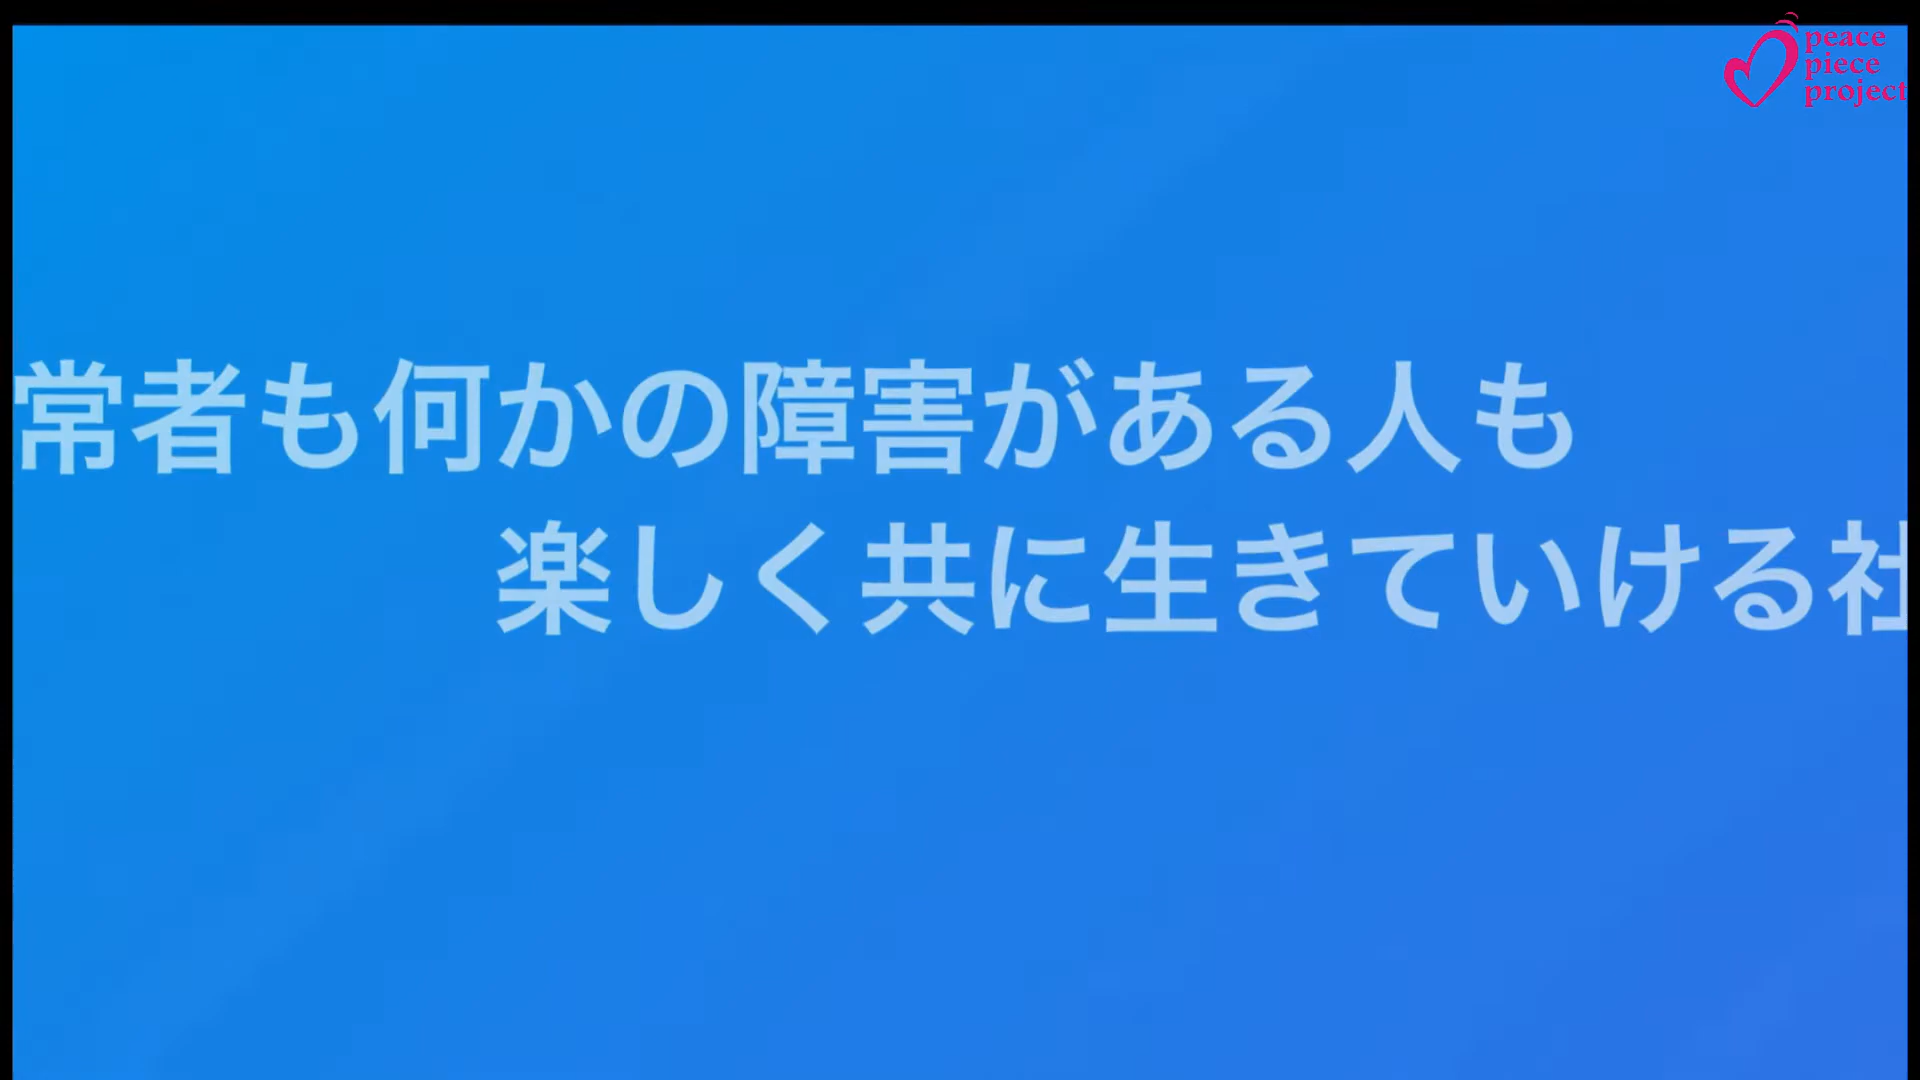 常者も何かの障害がある人も
楽しく共に生きていける社
peace
piece
project